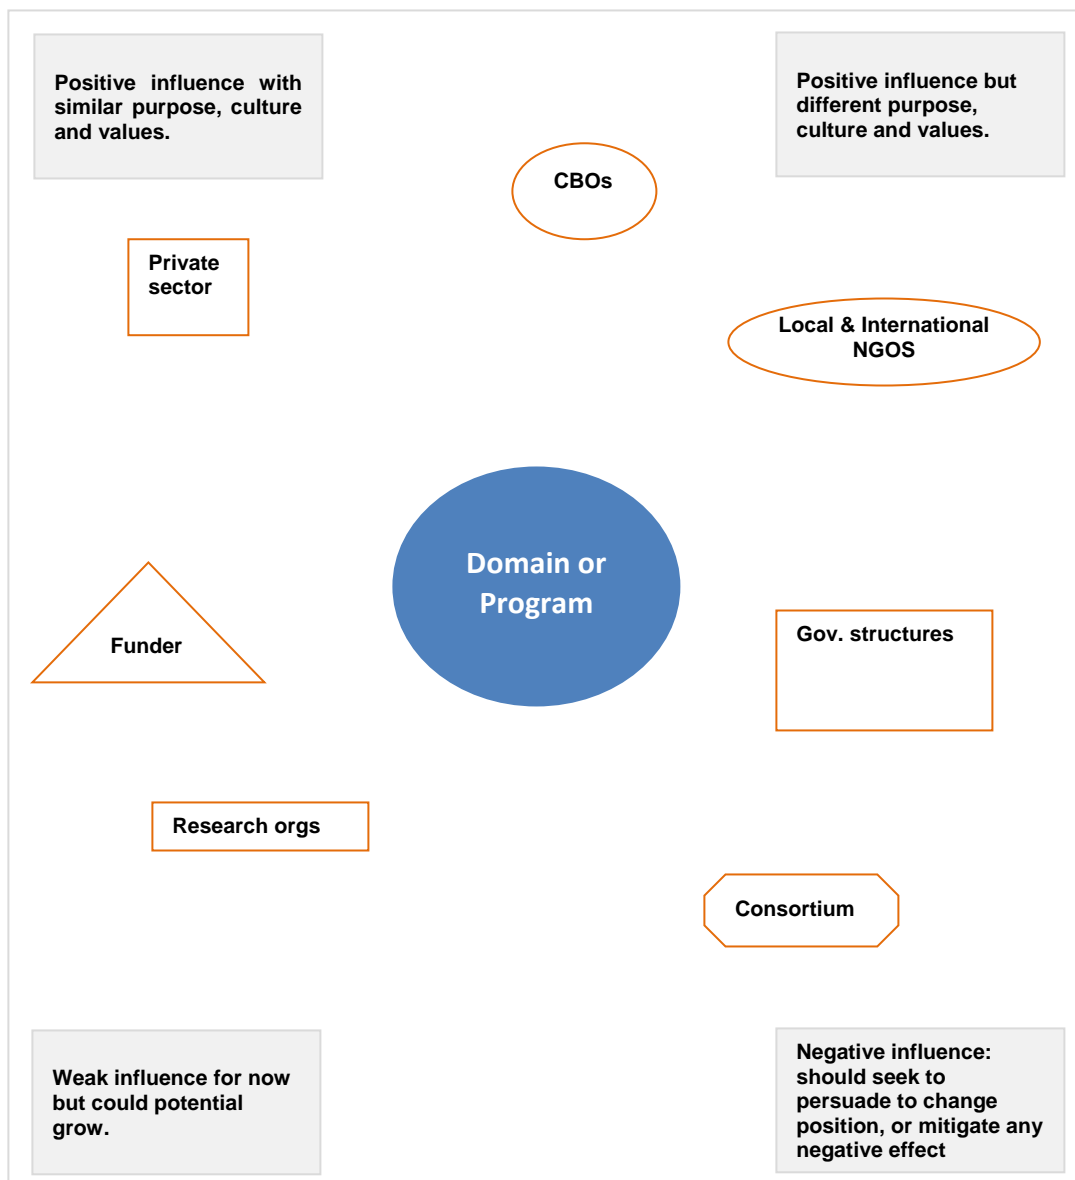 Positive influence with
similar purpose, culture
and values.
Positive influence but
different purpose,
culture and values.
CBOs
Private
sector
Local & International
NGOS
Domain or
Program
Funder
Gov. structures
Research orgs
Consortium
Weak influence for now
but could potential
grow.
Negative influence:
should seek to
persuade to change
position, or mitigate any
negative effect